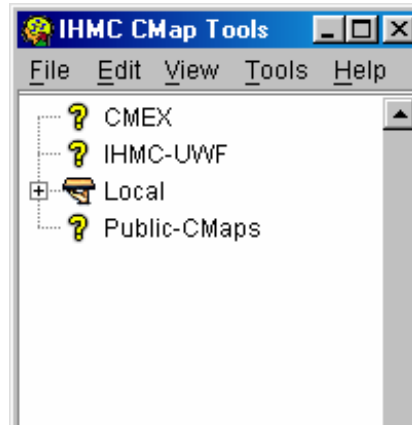 IHMC CMap Tools
File Edit View Tools Help
CMEX
IHMC-UWF
Local
Public-CMaps